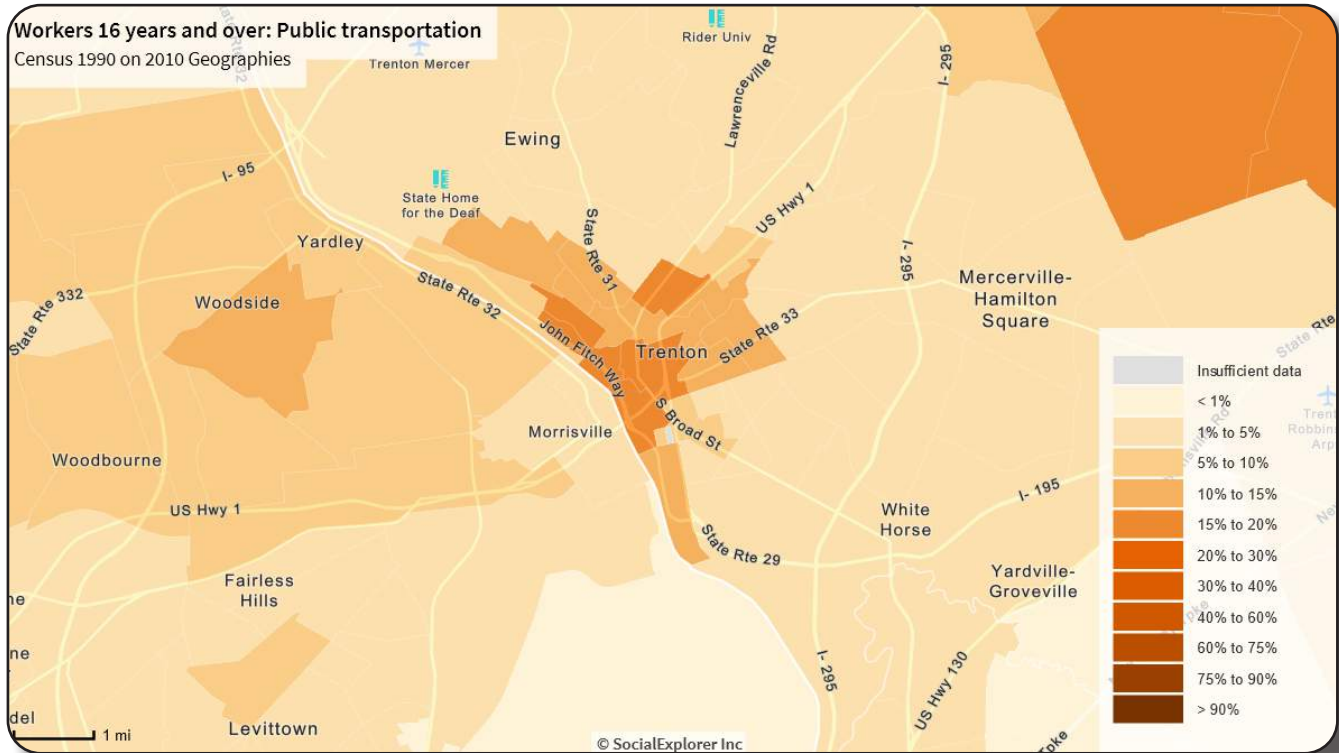 Workers 16 years and over: Public transportation
Census 1990 on 2010 Geographies
Trenton Mercer
Rider Univ
Lawrenceville Rd
I- 295
Ewing
I- 95
State Home
for the Deaf
US Hwy 1
State Rte 31
Yardley
I- 295
Mercerville-
Hamilton
Square
State Rte 32
Woodside
State Rte 332
State Rte 33
John Fitch Way
Trenton
State Rte
Insufficient data
< 1%
1% to 5%
5% to 10%
10% to 15%
15% to 20%
20% to 30%
30% to 40%
40% to 60%
60% to 75%
75% to 90%
> 90%
S Broad St
Morrisville
Woodbourne
US Hwy 1
I- 195
White
Horse
State Rte 29
Yardville-
Groveville
Fairless
Hills
I- 295
US Hwy 130
Levittown
1 mi
© SocialExplorer Inc